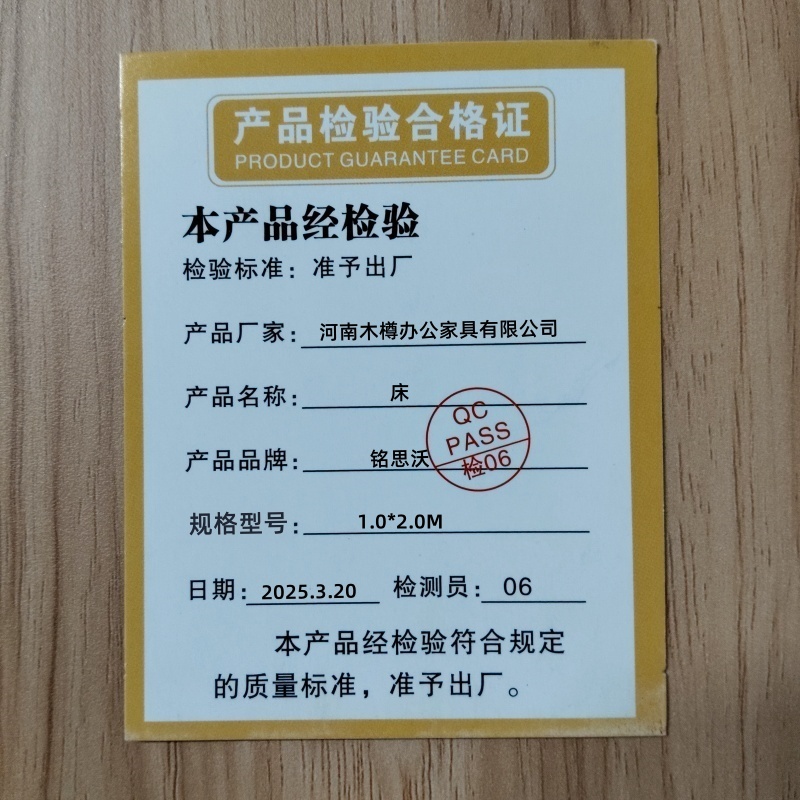 产品检验合格证
PRODUCT GUARANTEE CARD
本产品经检验
检验标准：准予出厂
产品厂家：河南木樽办公家具有限公司
产品名称：床
QC
PASS
检06
产品品牌：铭思沃
规格型号：1.0*2.0M
日期：2025.3.20 检测员：06
本产品经检验符合规定
的质量标准，准予出厂。